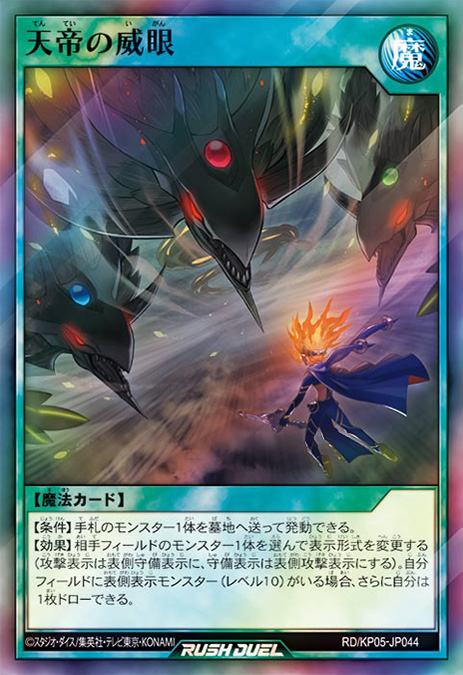 てん てい い がん
天帝の威眼
ま
魔
【魔法カード】
【条件】手札のモンスター1体を墓地へ送って発動できる。
【効果】相手フィールドのモンスター1体を選んで表示形式を変更する
(攻撃表示は表側守備表示に、守備表示は表側攻撃表示にする)。自分
フィールドに表側表示モンスター(レベル10)がいる場合、さらに自分は
1枚ドローできる。
©スタジオ・ダイス/集英社・テレビ東京・KONAMI
RUSH DUEL
RD/KP05-JP044